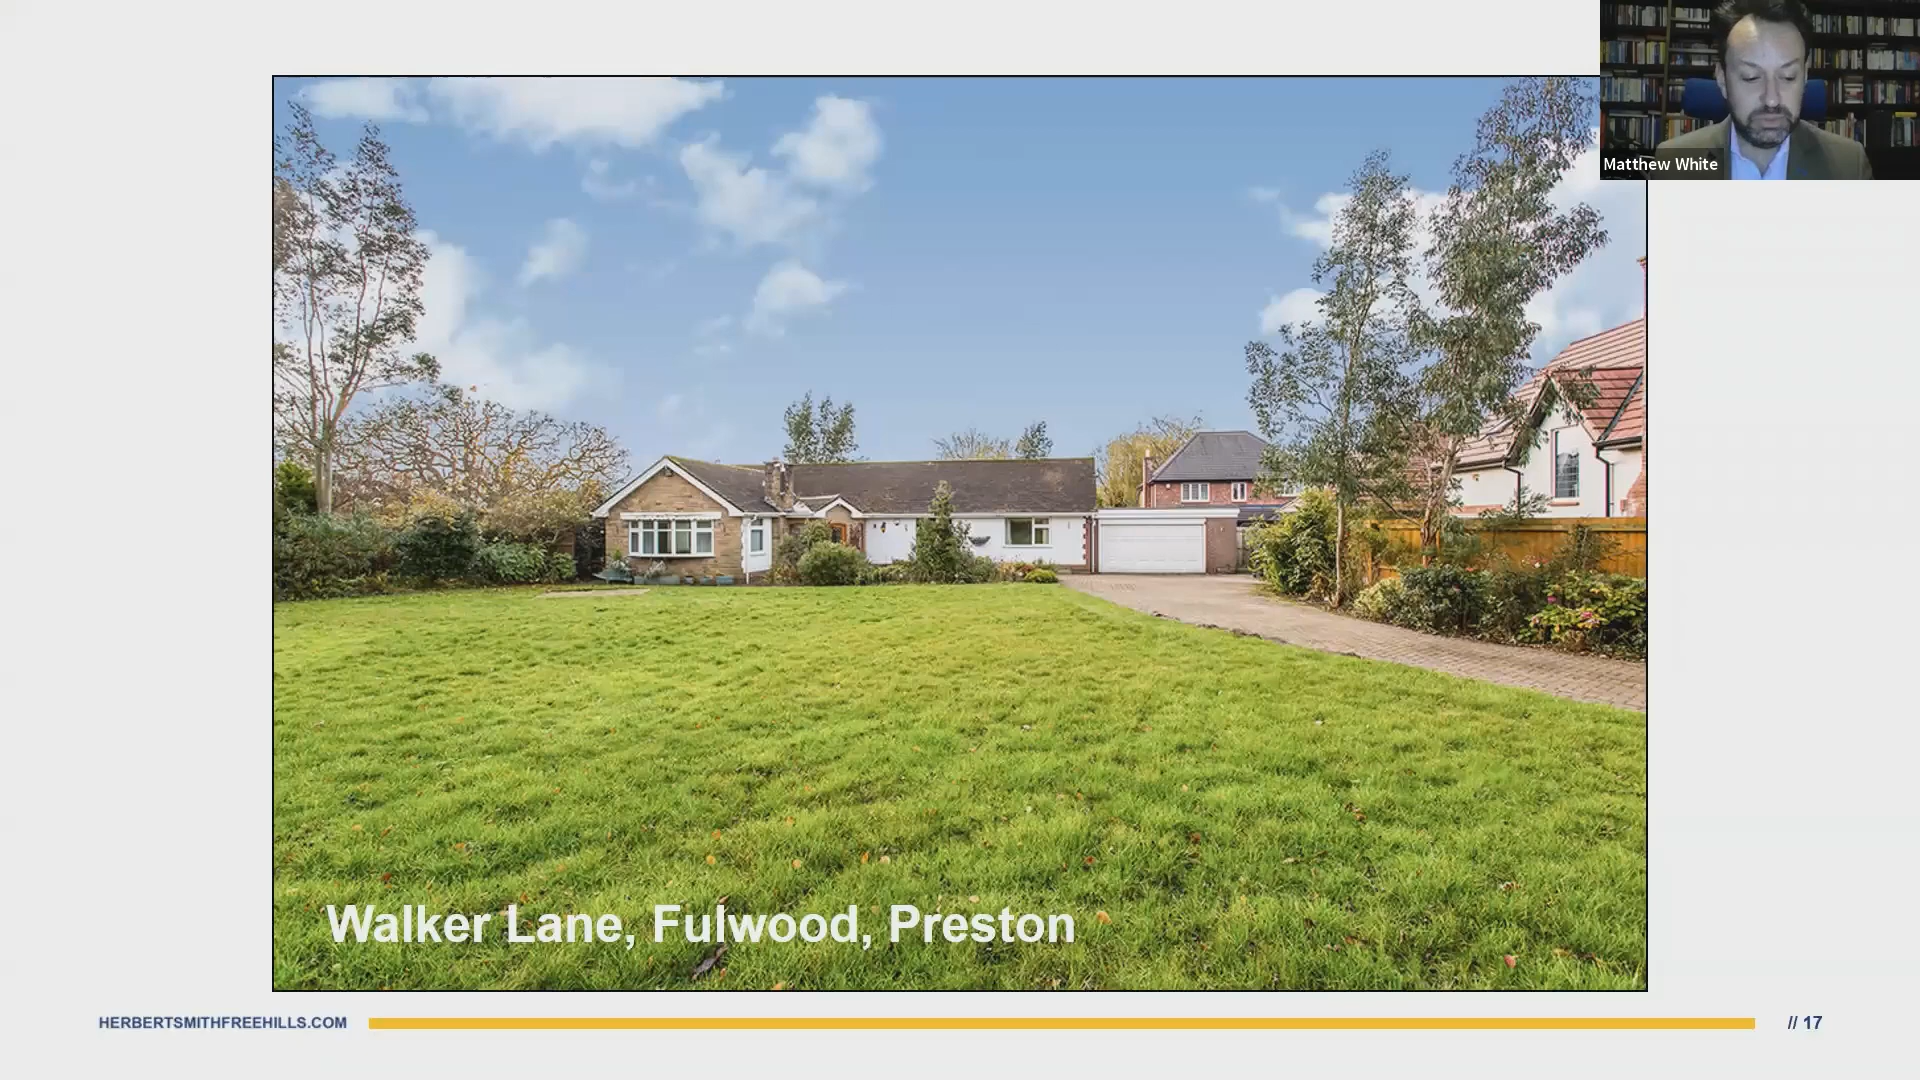 Matthew White
Walker Lane, Fulwood, Preston
HERBERTSMITHFREEHILLS.COM
// 17